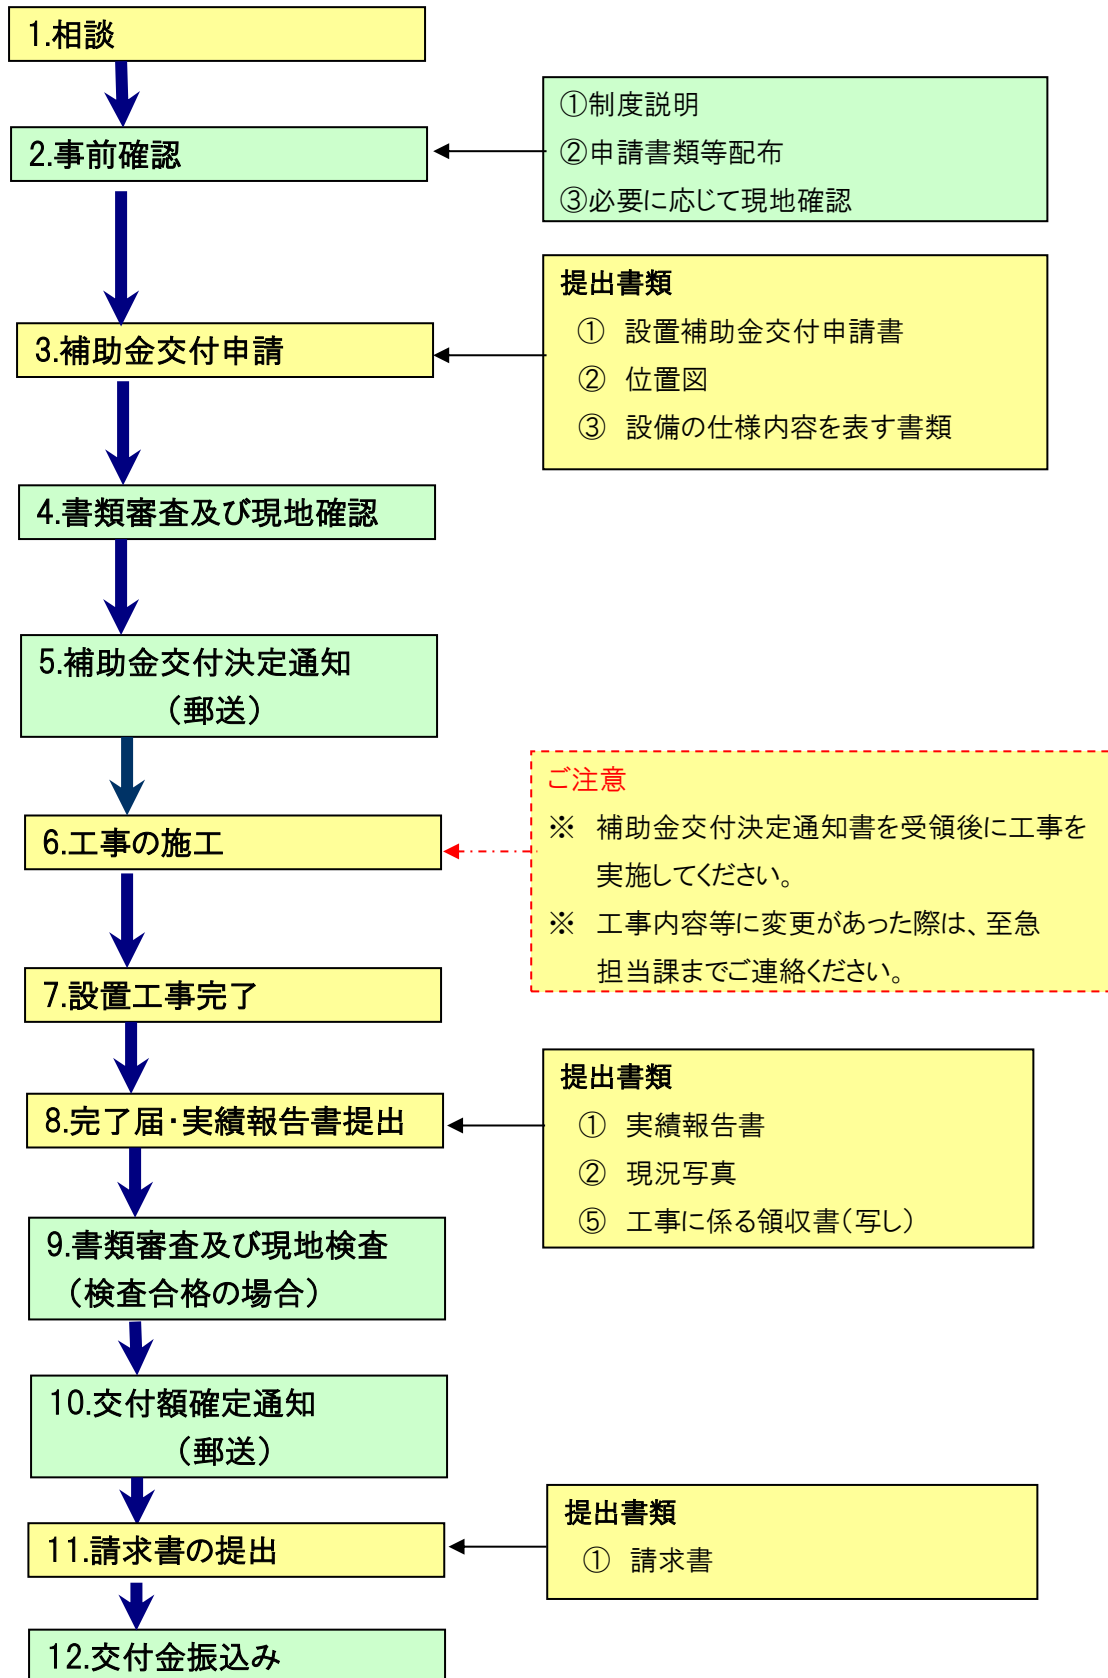 1.相談
2.事前確認
①制度説明
②申請書類等配布
③必要に応じて現地確認
3.補助金交付申請
提出書類
① 設置補助金交付申請書
② 位置図
③ 設備の仕様内容を表す書類
4.書類審査及び現地確認
5.補助金交付決定通知
（郵送）
6.工事の施工
ご注意
※ 補助金交付決定通知書を受領後に工事を
実施してください。
※ 工事内容等に変更があった際は、至急
担当課までご連絡ください。
7.設置工事完了
8.完了届・実績報告書提出
提出書類
① 実績報告書
② 現況写真
⑤ 工事に係る領収書（写し）
9.書類審査及び現地検査
（検査合格の場合）
10.交付額確定通知
（郵送）
11.請求書の提出
提出書類
① 請求書
12.交付金振込み